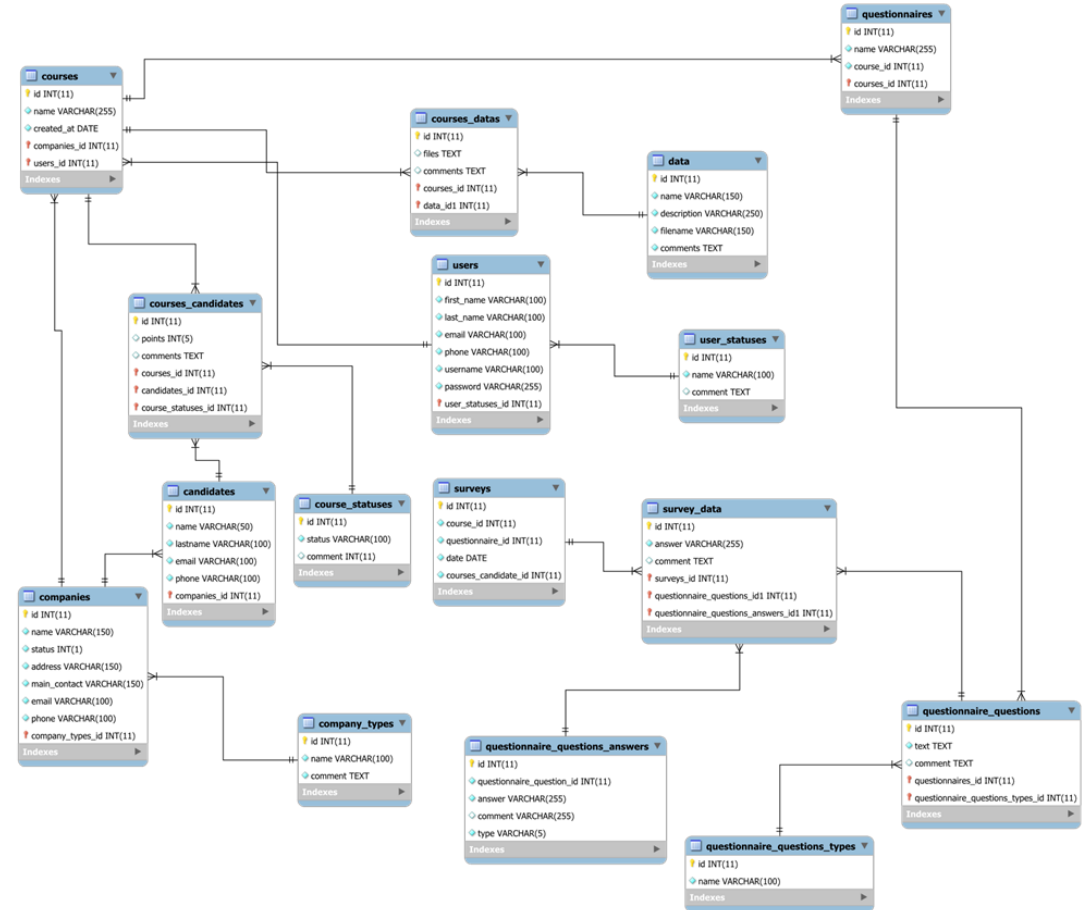 questionnaires
id INT(11)
name VARCHAR(255)
course_id INT(11)
courses_id INT(11)
Indexes
courses
id INT(11)
name VARCHAR(255)
created_at DATE
companies_id INT(11)
users_id INT(11)
Indexes
courses_datas
id INT(11)
files TEXT
comments TEXT
courses_id INT(11)
data_id1 INT(11)
Indexes
data
id INT(11)
name VARCHAR(150)
description VARCHAR(250)
filename VARCHAR(150)
comments TEXT
Indexes
users
id INT(11)
first_name VARCHAR(100)
last_name VARCHAR(100)
email VARCHAR(100)
phone VARCHAR(100)
username VARCHAR(100)
password VARCHAR(255)
user_statuses_id INT(11)
Indexes
courses_candidates
id INT(11)
points INT(5)
comments TEXT
courses_id INT(11)
candidates_id INT(11)
course_statuses_id INT(11)
Indexes
user_statuses
id INT(11)
name VARCHAR(100)
comment TEXT
Indexes
candidates
id INT(11)
name VARCHAR(50)
lastname VARCHAR(100)
email VARCHAR(100)
phone VARCHAR(100)
companies_id INT(11)
Indexes
course_statuses
id INT(11)
status VARCHAR(100)
comment INT(11)
Indexes
surveys
id INT(11)
course_id INT(11)
questionnaire_id INT(11)
date DATE
courses_candidate_id INT(11)
Indexes
survey_data
id INT(11)
answer VARCHAR(255)
comment TEXT
surveys_id INT(11)
questionnaire_questions_id1 INT(11)
questionnaire_questions_answers_id1 INT(11)
Indexes
companies
id INT(11)
name VARCHAR(150)
status INT(1)
address VARCHAR(150)
main_contact VARCHAR(150)
email VARCHAR(100)
phone VARCHAR(100)
company_types_id INT(11)
Indexes
company_types
id INT(11)
name VARCHAR(100)
comment TEXT
Indexes
questionnaire_questions_answers
id INT(11)
questionnaire_question_id INT(11)
answer VARCHAR(255)
comment VARCHAR(255)
type VARCHAR(5)
Indexes
questionnaire_questions
id INT(11)
text TEXT
comment TEXT
questionnaires_id INT(11)
questionnaire_questions_types_id INT(11)
Indexes
questionnaire_questions_types
id INT(11)
name VARCHAR(100)
Indexes